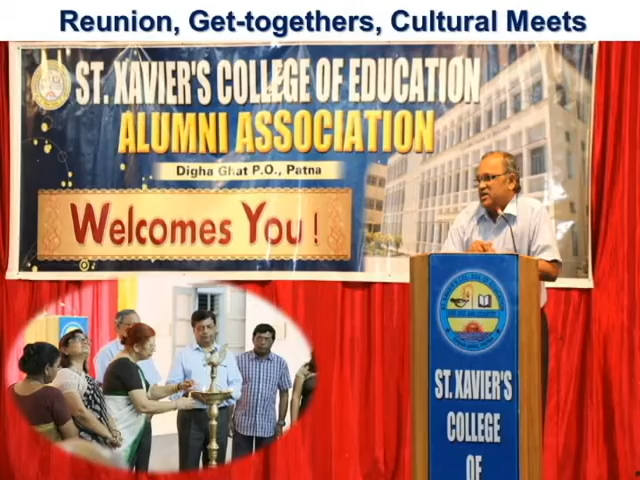 Reunion, Get-togethers, Cultural Meets
ST. XAVIER'S COLLEGE OF EDUCATION
ALUMNI ASSOCIATION
Digha Ghat P.O., Patna
Welcomes You !
ST. XAVIER'S
COLLEGE
OF